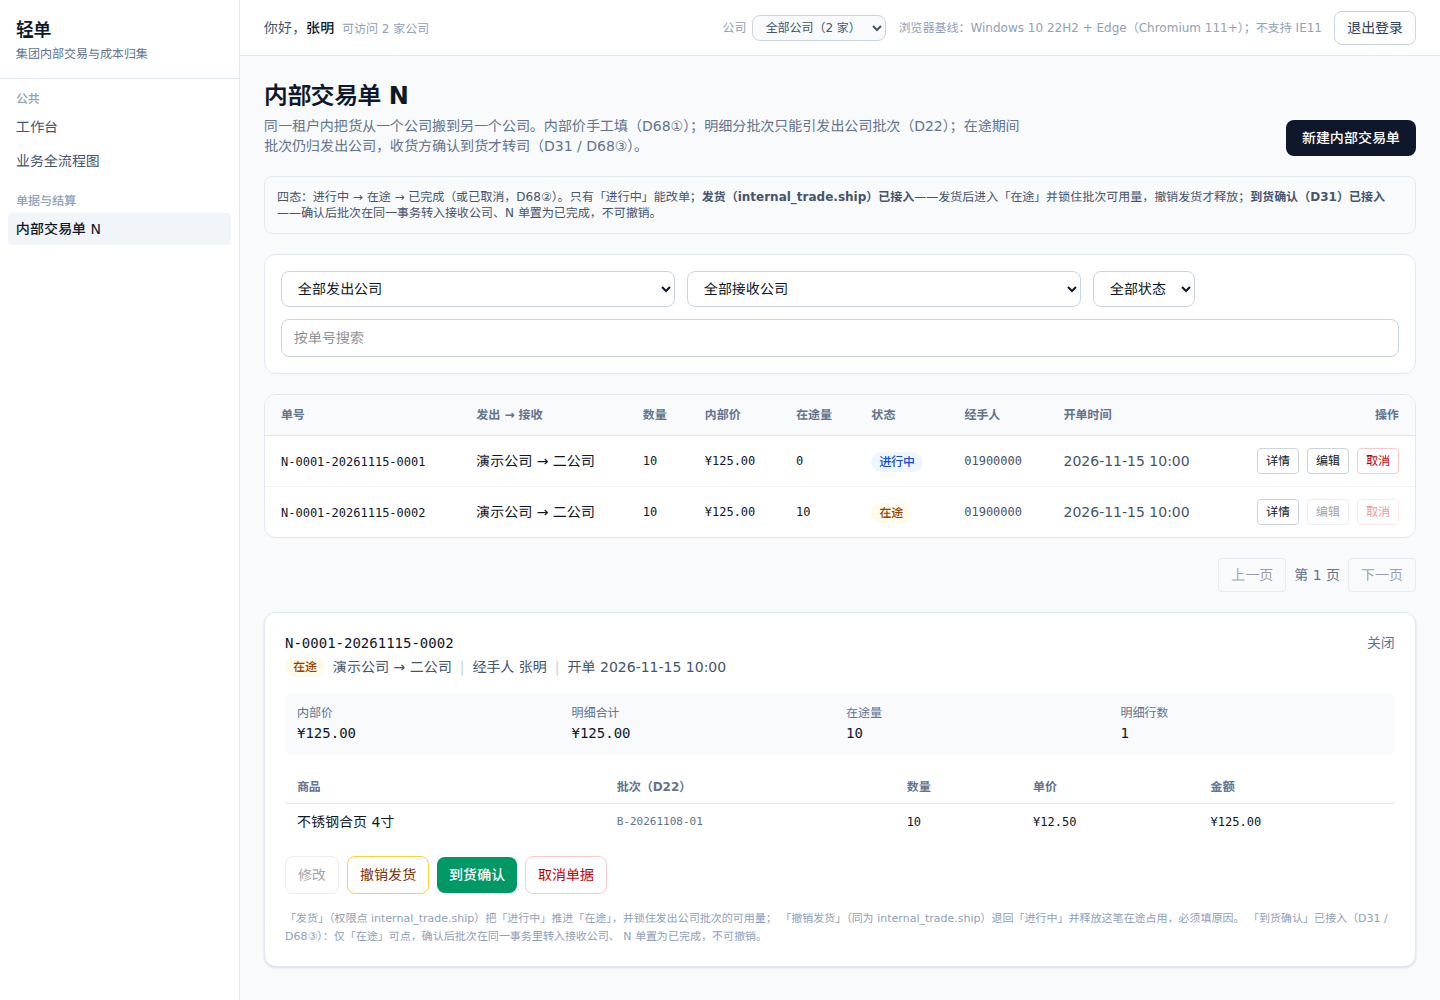 轻单
集团内部交易与成本归集
公共
工作台
业务全流程图
单据与结算
内部交易单 N
你好，张明 可访问 2 家公司
公司 全部公司（2 家） 浏览器基线：Windows 10 22H2 + Edge（Chromium 111+）；不支持 IE11 退出登录
内部交易单 N
同一租户内把货从一个公司搬到另一个公司。内部价手工填（D68①）；明细分批次只能引发出公司批次（D22）；在途期间
批次仍归发出公司，收货方确认到货才转司（D31 / D68③）。
新建内部交易单
四态：进行中 → 在途 → 已完成（或已取消，D68②）。只有「进行中」能改单；发货（internal_trade.ship）已接入——发货后进入「在途」并锁住批次可用量，撤销发货才释放；到货确认（D31）已接入
——确认后批次在同一事务转入接收公司、N 单置为已完成，不可撤销。
全部发出公司 全部接收公司 全部状态
按单号搜索
单号 发出 → 接收 数量 内部价 在途量 状态 经手人 开单时间 操作
N-0001-20261115-0001 演示公司 → 二公司 10 ¥125.00 0 进行中 01900000 2026-11-15 10:00 详情 编辑 取消
N-0001-20261115-0002 演示公司 → 二公司 10 ¥125.00 10 在途 01900000 2026-11-15 10:00 详情 编辑 取消
上一页 第 1 页 下一页
N-0001-20261115-0002 关闭
在途 演示公司 → 二公司 | 经手人 张明 | 开单 2026-11-15 10:00
内部价 明细合计 在途量 明细行数
¥125.00 ¥125.00 10 1
商品 批次（D22） 数量 单价 金额
不锈钢合页 4寸 B-20261108-01 10 ¥12.50 ¥125.00
修改 撤销发货 到货确认 取消单据
「发货」（权限点 internal_trade.ship）把「进行中」推进「在途」，并锁住发出公司批次的可用量； 「撤销发货」（同为 internal_trade.ship）退回「进行中」并释放这笔在途占用，必须填原因。 「到货确认」已接入（D31 /
D68③）：仅「在途」可点，确认后批次在同一事务里转入接收公司、 N 单置为已完成，不可撤销。